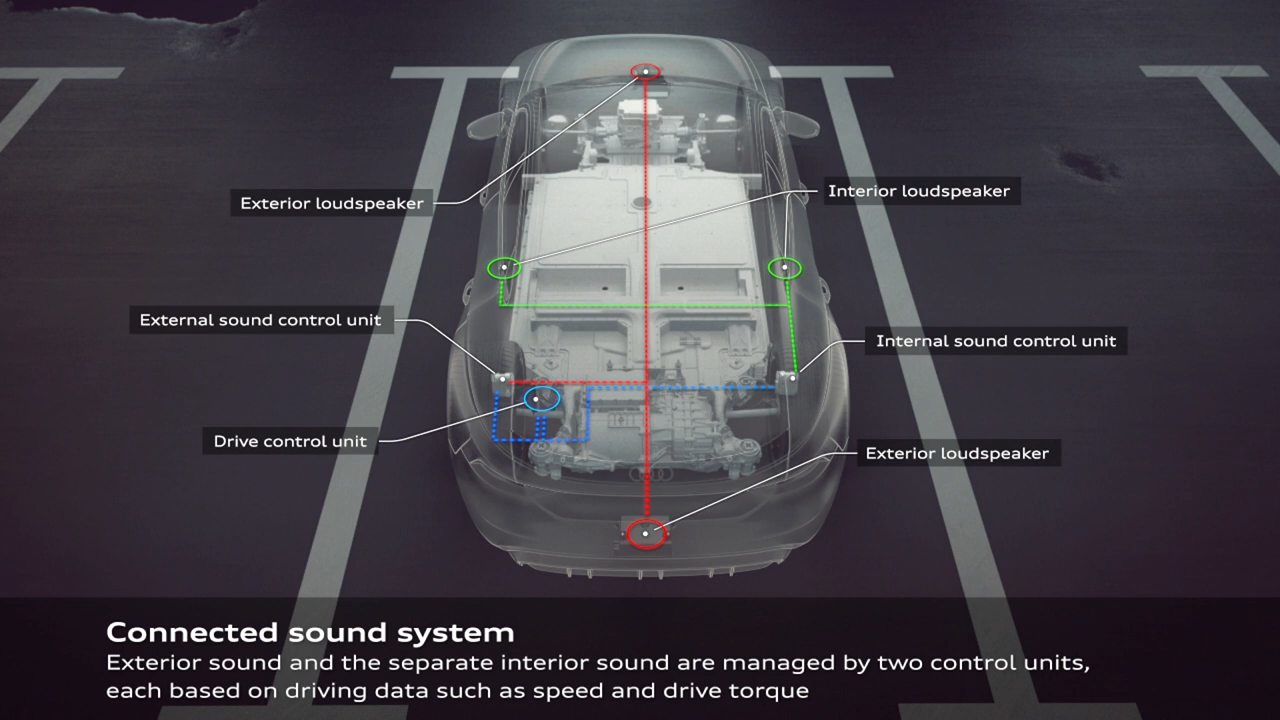 Exterior loudspeaker
Interior loudspeaker
External sound control unit
Internal sound control unit
Drive control unit
Exterior loudspeaker
Connected sound system
Exterior sound and the separate interior sound are managed by two control units,
each based on driving data such as speed and drive torque